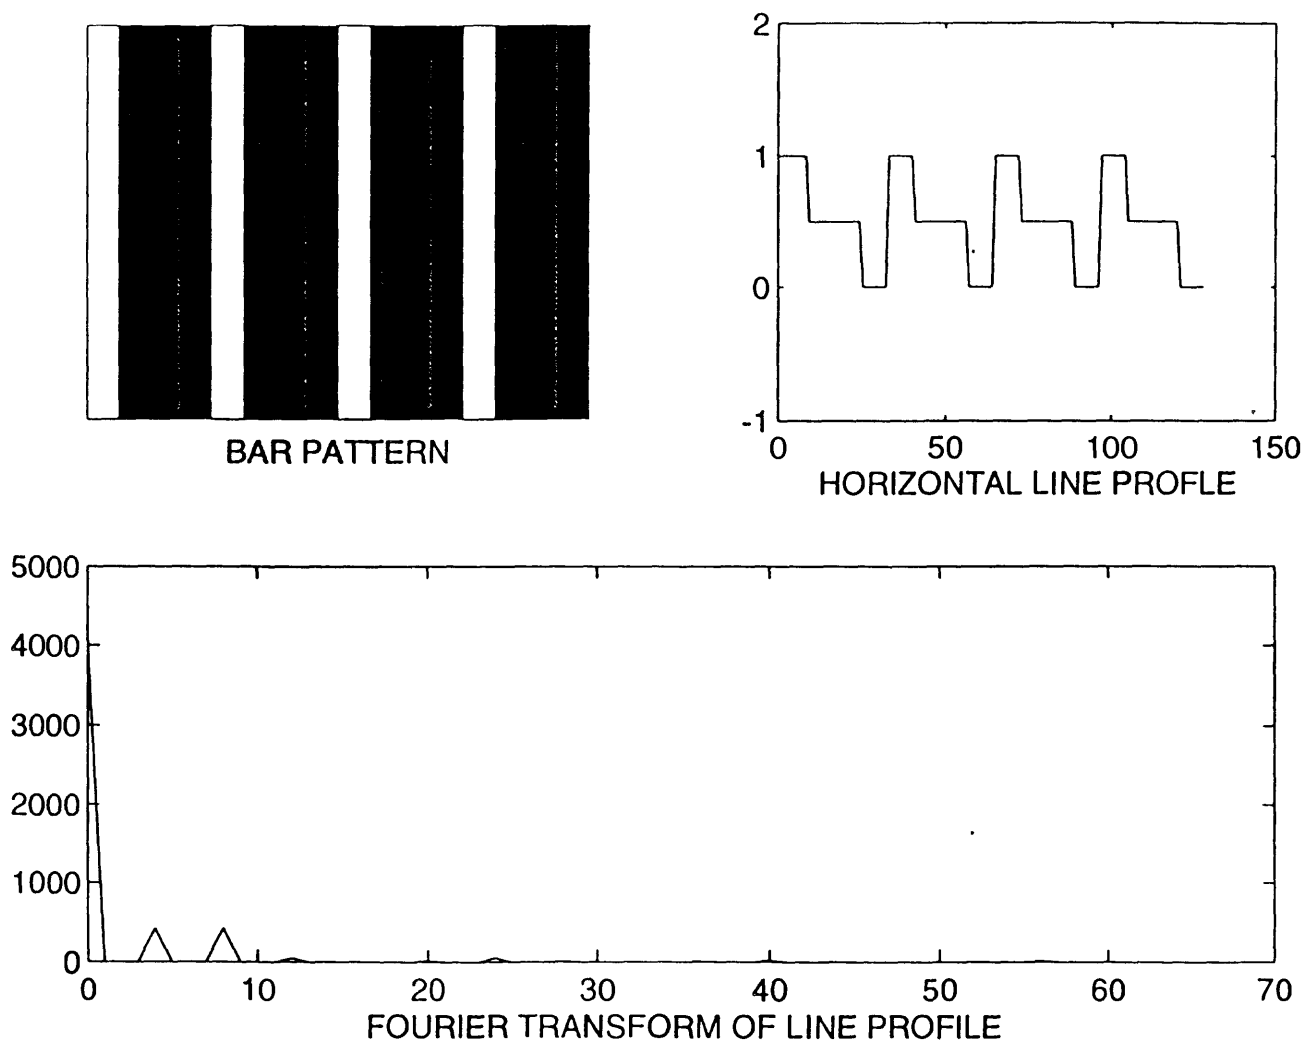 BAR PATTERN
2
1
0
-1
0 50 100 150
HORIZONTAL LINE PROFLE
5000
4000
3000
2000
1000
0
0 10 20 30 40 50 60 70
FOURIER TRANSFORM OF LINE PROFILE